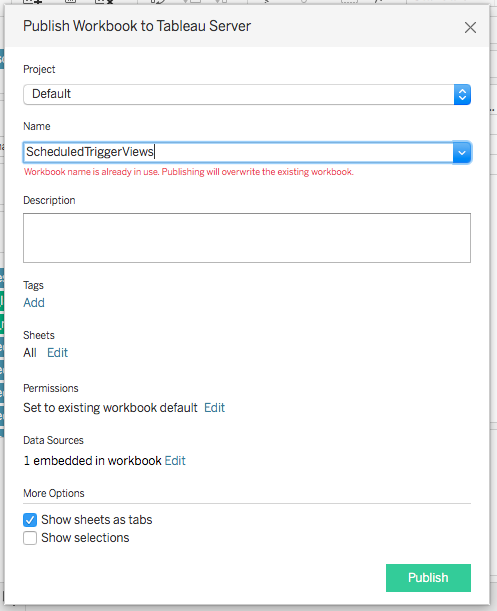 Publish Workbook to Tableau Server
Project
Default
Name
ScheduledTriggerViews
Workbook name is already in use. Publishing will overwrite the existing workbook.
Description
Tags
Add
Sheets
All Edit
Permissions
Set to existing workbook default Edit
Data Sources
1 embedded in workbook Edit
More Options
Show sheets as tabs
Show selections
Publish